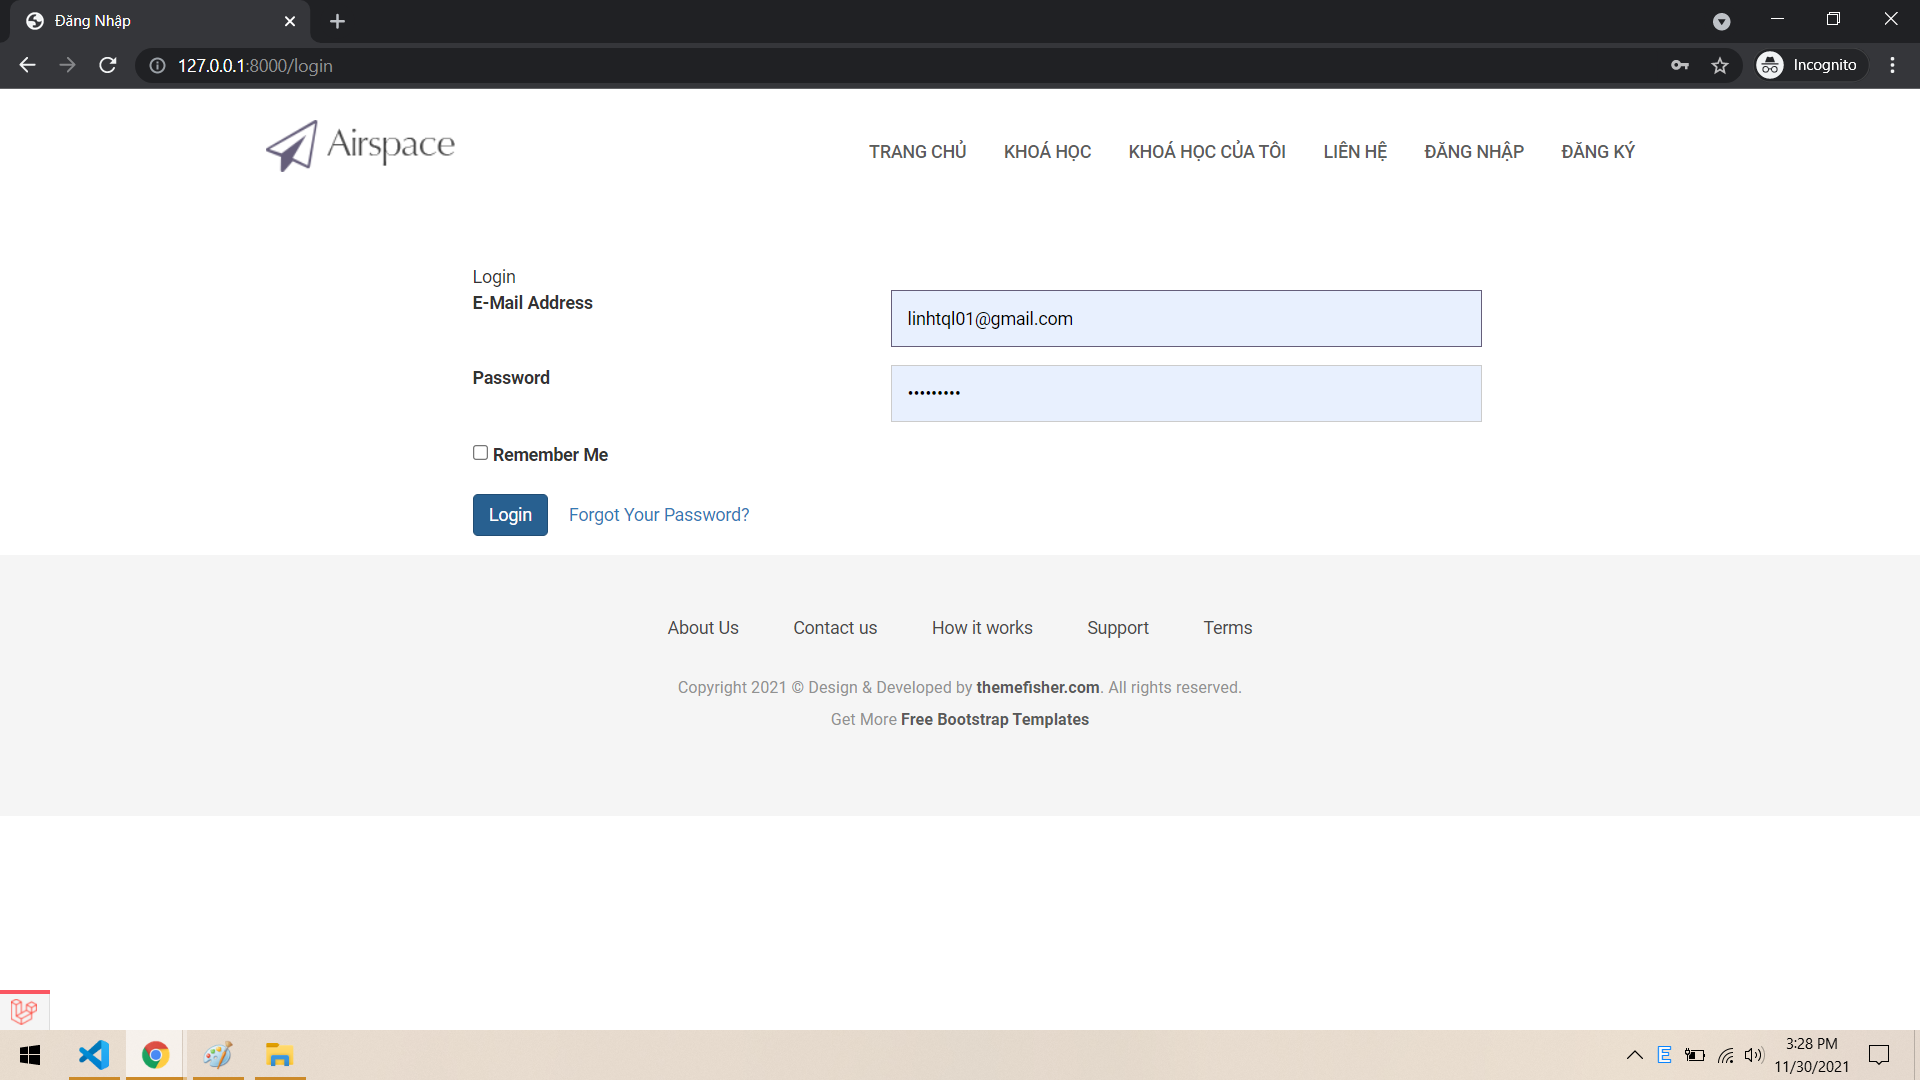 Đăng Nhập
127.0.0.1:8000/login
Incognito
Airspace
TRANG CHỦ KHOÁ HỌC KHOÁ HỌC CỦA TÔI LIÊN HỆ ĐĂNG NHẬP ĐĂNG KÝ
Login
E-Mail Address
linhtql01@gmail.com
Password
•••••••••
Remember Me
Login Forgot Your Password?
About Us Contact us How it works Support Terms
Copyright 2021 © Design & Developed by themefisher.com. All rights reserved.
Get More Free Bootstrap Templates
E
3:28 PM
11/30/2021